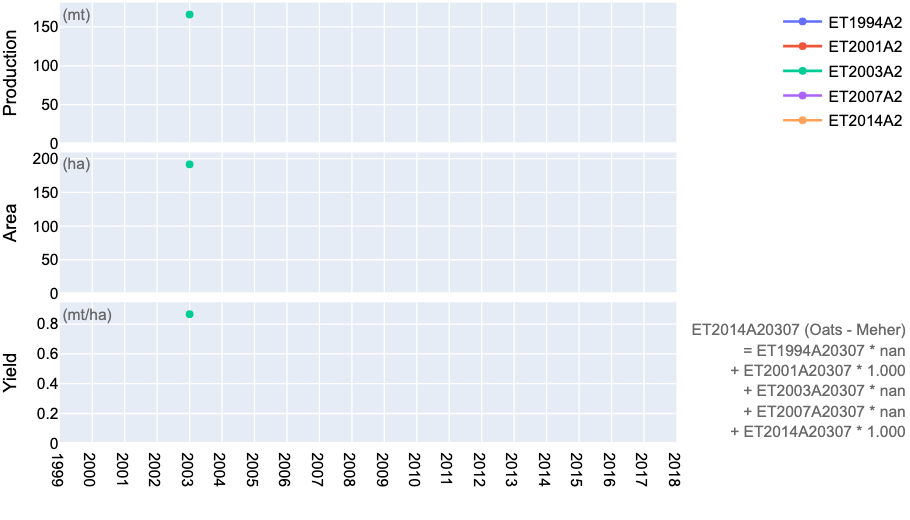 Production
(mt)
150
100
50
0
Area
(ha)
200
150
100
50
0
Yield
(mt/ha)
0.8
0.6
0.4
0.2
0
1999
2000
2001
2002
2003
2004
2005
2006
2007
2008
2009
2010
2011
2012
2013
2014
2015
2016
2017
2018
ET1994A2
ET2001A2
ET2003A2
ET2007A2
ET2014A2
ET2014A20307 (Oats - Meher)
= ET1994A20307 * nan
+ ET2001A20307 * 1.000
+ ET2003A20307 * nan
+ ET2007A20307 * nan
+ ET2014A20307 * 1.000